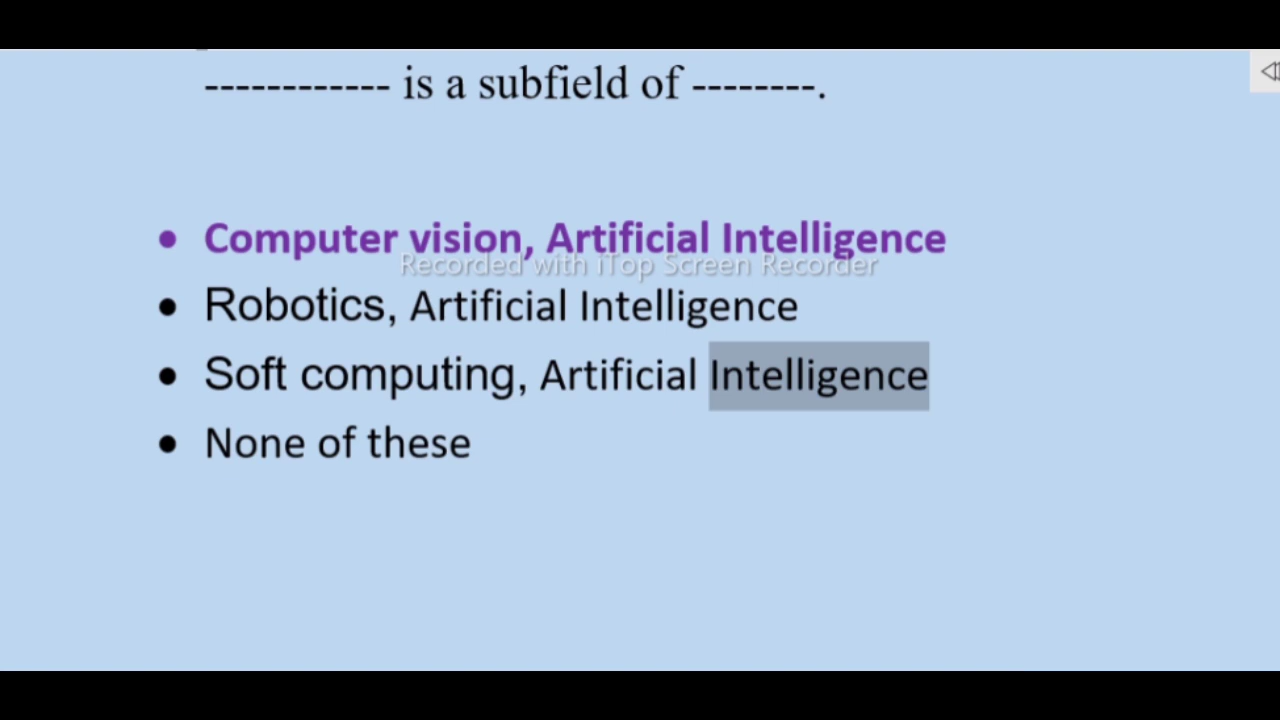 ------------ is a subfield of --------.
• Computer vision, Artificial Intelligence
Recorded with iTop Screen Recorder
• Robotics, Artificial Intelligence
• Soft computing, Artificial Intelligence
• None of these